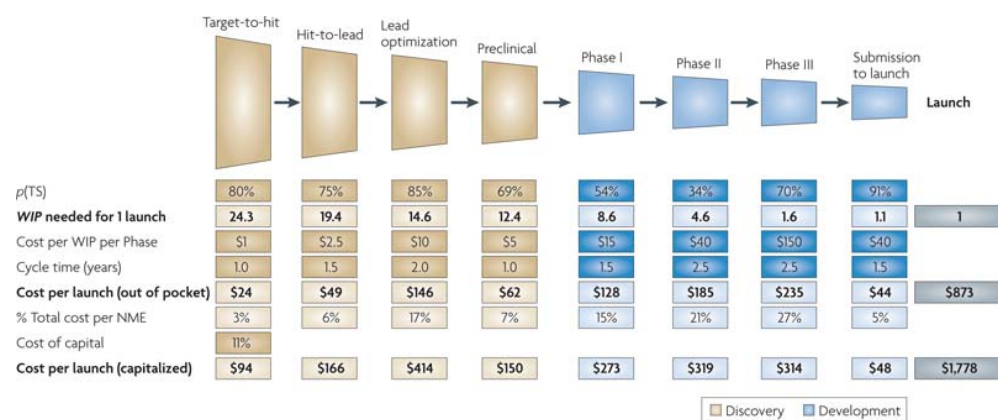 Target-to-hit
Hit-to-lead
Lead
optimization
Preclinical
Phase I
Phase II
Phase III
Submission
to launch
Launch
p(TS) 80% 75% 85% 69% 54% 34% 70% 91%
WIP needed for 1 launch 24.3 19.4 14.6 12.4 8.6 4.6 1.6 1.1 1
Cost per WIP per Phase $1 $2.5 $10 $5 $15 $40 $150 $40
Cycle time (years) 1.0 1.5 2.0 1.0 1.5 2.5 2.5 1.5
Cost per launch (out of pocket) $24 $49 $146 $62 $128 $185 $235 $44 $873
% Total cost per NME 3% 6% 17% 7% 15% 21% 27% 5%
Cost of capital 11%
Cost per launch (capitalized) $94 $166 $414 $150 $273 $319 $314 $48 $1,778
Discovery Development